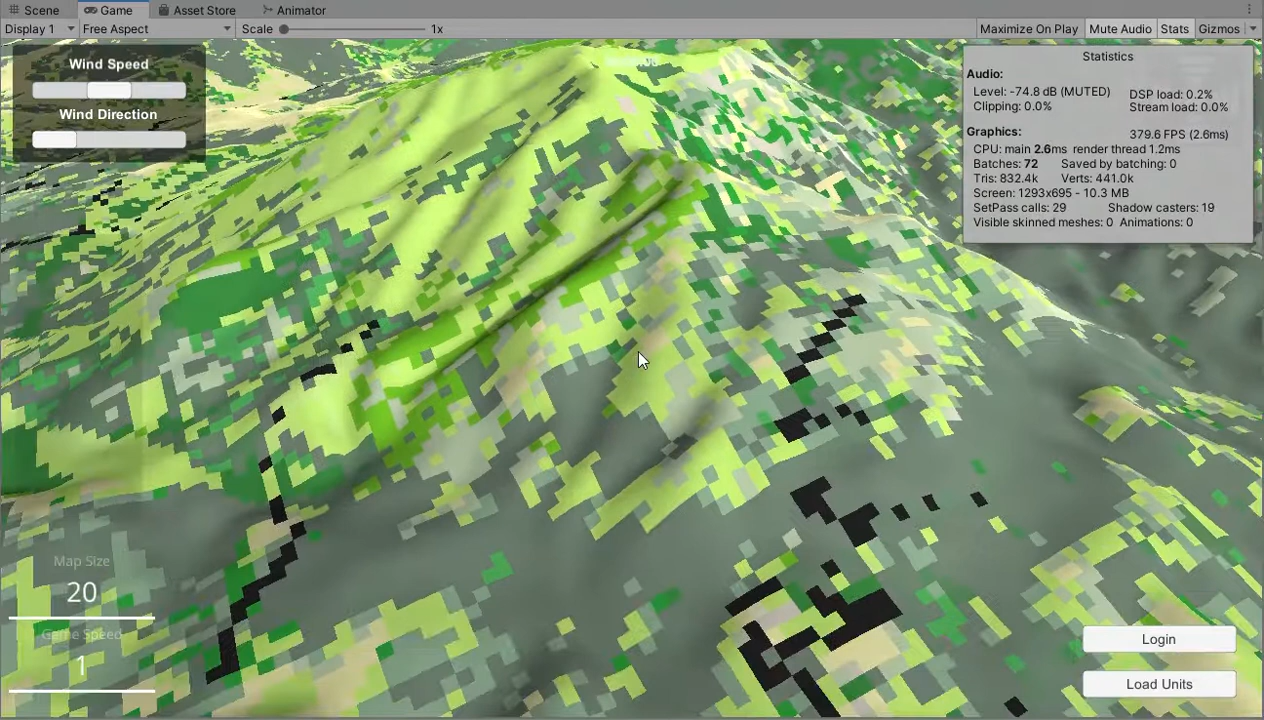 Scene
Game
Asset Store
Animator
Display 1
Free Aspect
Scale
1x
Maximize On Play
Mute Audio
Stats
Gizmos
Wind Speed
Wind Direction
Statistics
Audio:
Level: -74.8 dB (MUTED) DSP load: 0.2%
Clipping: 0.0% Stream load: 0.0%
Graphics: 379.6 FPS (2.6ms)
CPU: main 2.6ms render thread 1.2ms
Batches: 72 Saved by batching: 0
Tris: 832.4k Verts: 441.0k
Screen: 1293x695 - 10.3 MB
SetPass calls: 29 Shadow casters: 19
Visible skinned meshes: 0 Animations: 0
Map Size
20
Game Speed
1
Login
Load Units